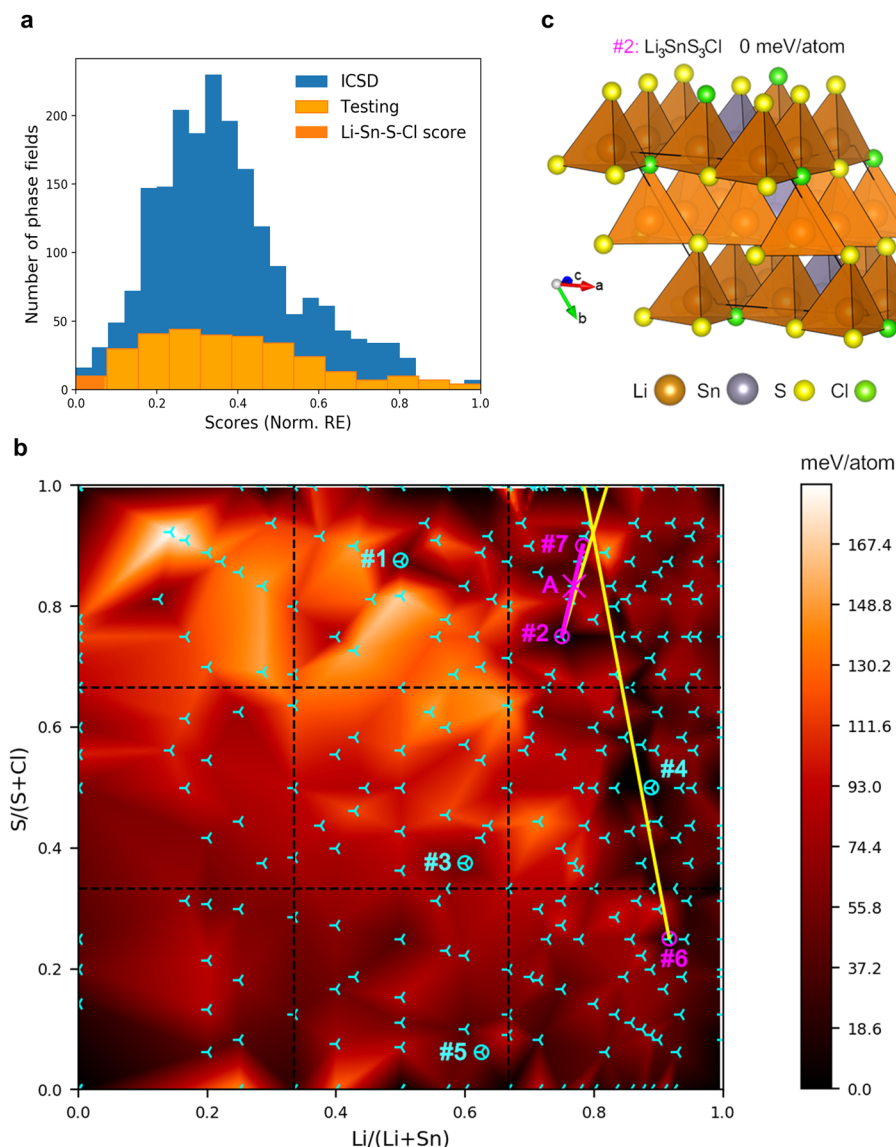 a
ICSD
Testing
Li-Sn-S-Cl score
Number of phase fields
200
150
100
50
0
0.0 0.2 0.4 0.6 0.8 1.0
Scores (Norm. RE)
c
#2: Li₃SnS₃Cl 0 meV/atom
c
a
b
Li Sn S Cl
b
meV/atom
S/(S+Cl)
1.0
0.8
0.6
0.4
0.2
0.0
#1
#7
A
#2
#4
#3
#6
#5
0.0 0.2 0.4 0.6 0.8 1.0
Li/(Li+Sn)
167.4
148.8
130.2
111.6
93.0
74.4
55.8
37.2
18.6
0.0